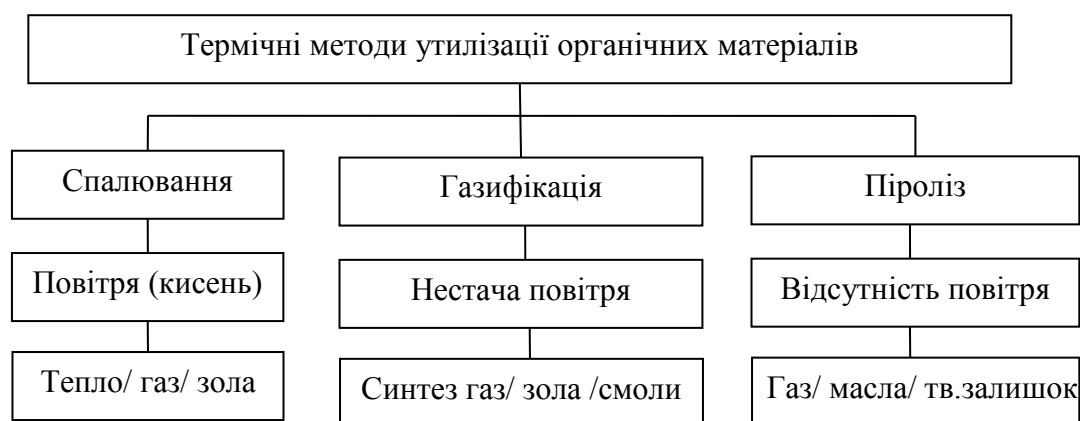 Термічні методи утилізації органічних матеріалів
Спалювання
Газифікація
Піроліз
Повітря (кисень)
Нестача повітря
Відсутність повітря
Тепло/ газ/ зола
Синтез газ/ зола /смоли
Газ/ масла/ тв.залишок